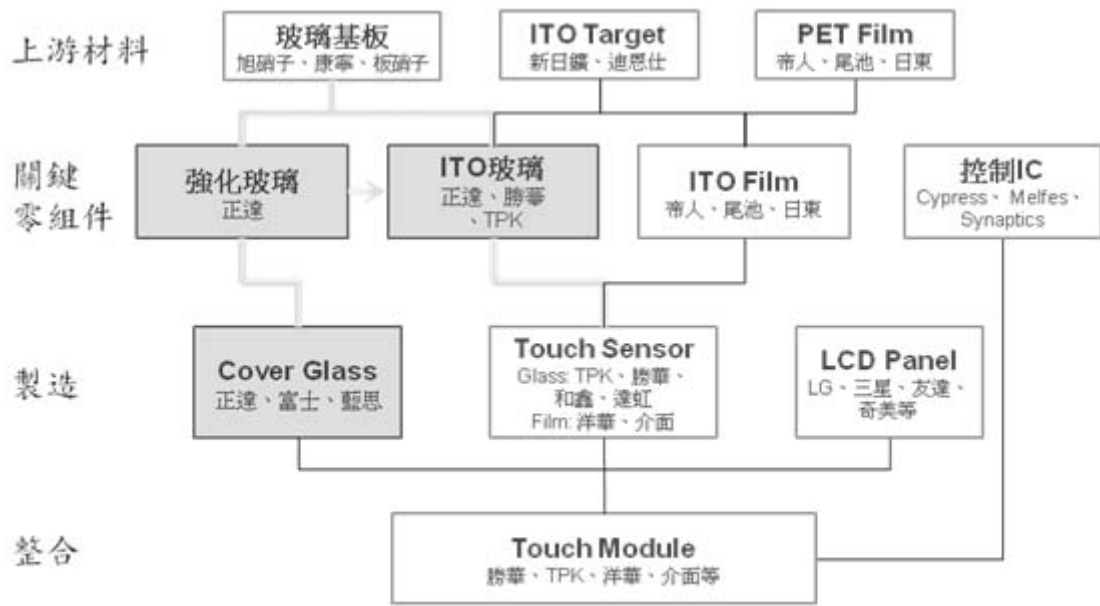 上游材料
玻璃基板
旭硝子、康寧、板硝子
ITO Target
新日鑛、迪恩仕
PET Film
帝人、尾池、日東
關鍵
零組件
強化玻璃
正達
ITO玻璃
正達、勝華
、TPK
ITO Film
帝人、尾池、日東
控制IC
Cypress、Melfes、
Synaptics
製造
Cover Glass
正達、富士、藍思
Touch Sensor
Glass: TPK、勝華、
和鑫、達虹
Film: 洋華、介面
LCD Panel
LG、三星、友達、
奇美等
整合
Touch Module
勝華、TPK、洋華、介面等